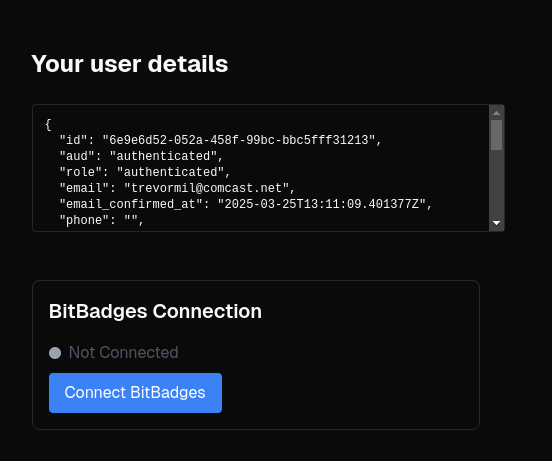 Your user details
{
"id": "6e9e6d52-052a-458f-99bc-bbc5fff31213",
"aud": "authenticated",
"role": "authenticated",
"email": "trevormil@comcast.net",
"email_confirmed_at": "2025-03-25T13:11:09.401377Z",
"phone": "",
BitBadges Connection
Not Connected
Connect BitBadges